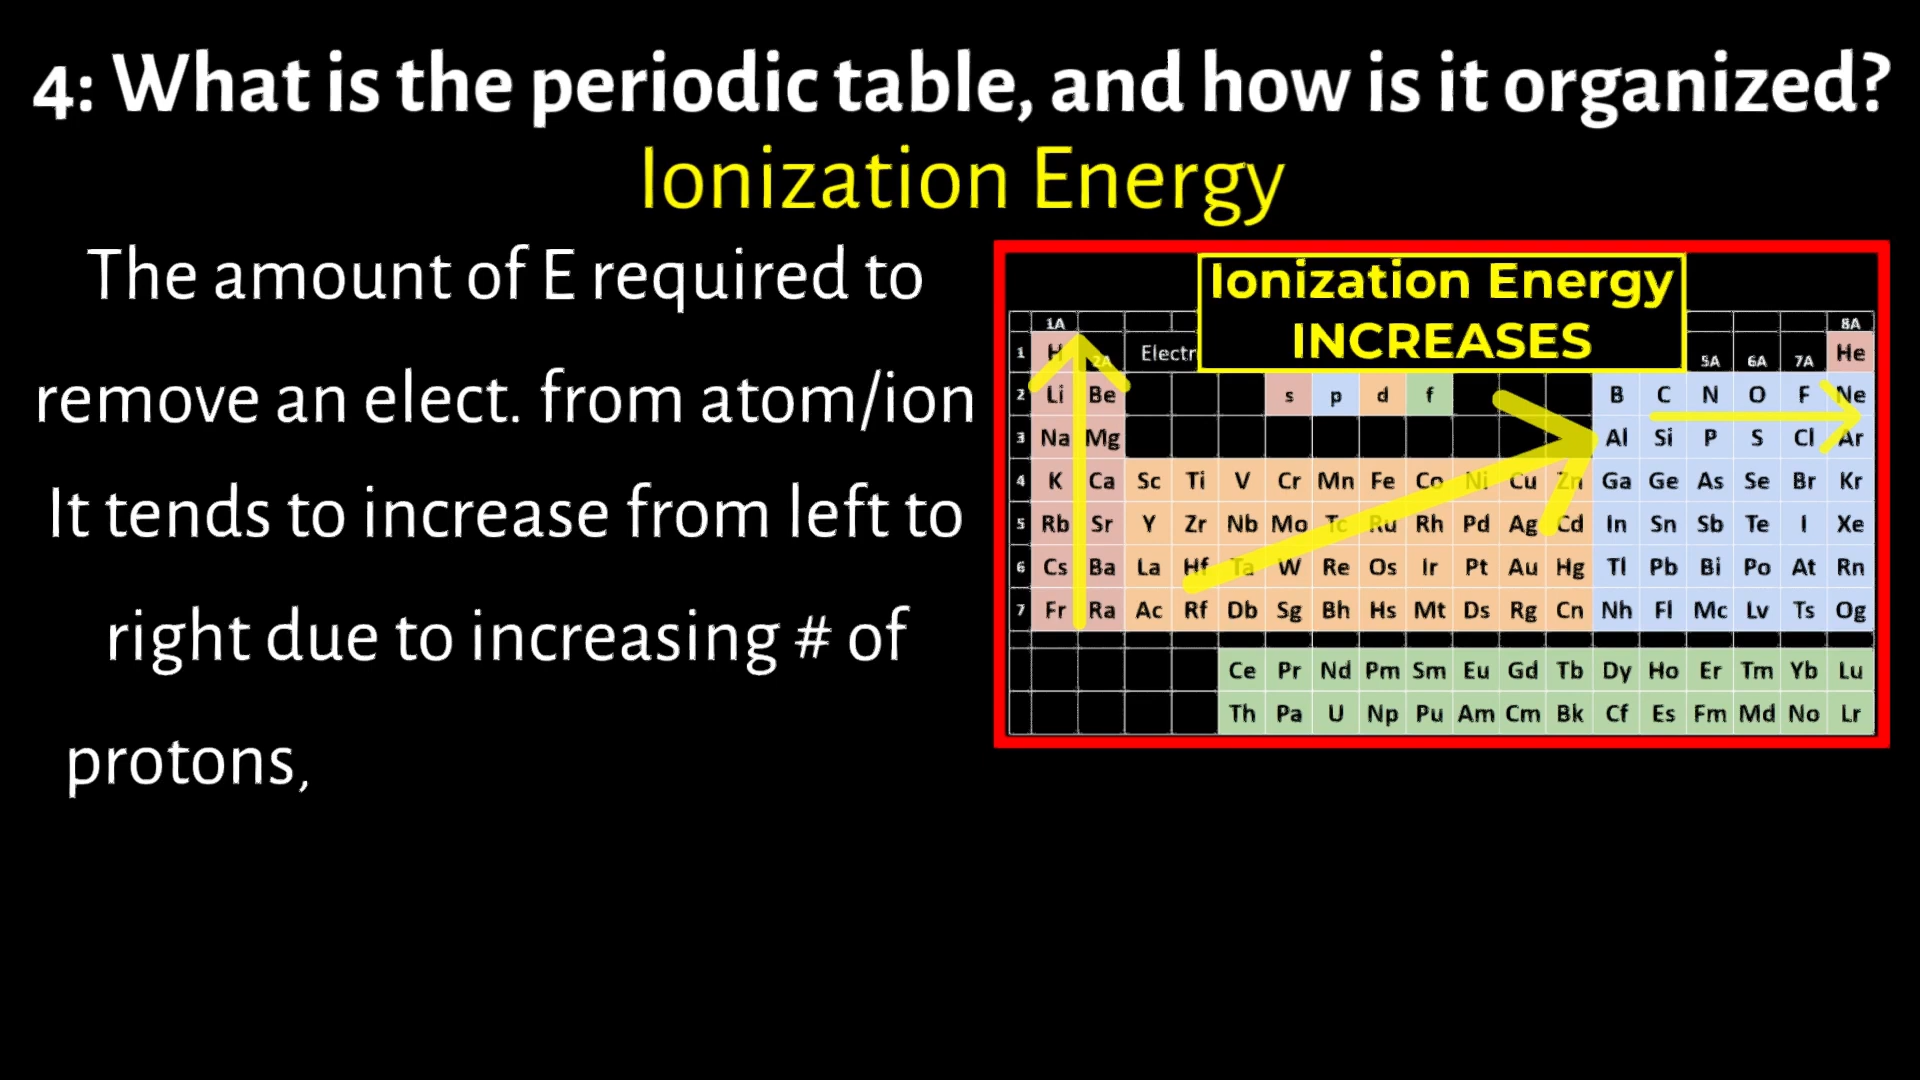 4: What is the periodic table, and how is it organized?
Ionization Energy
The amount of E required to
remove an elect. from atom/ion
It tends to increase from left to
right due to increasing # of
protons,
Ionization Energy
INCREASES
1A 8A
1 H 2A Electr 5A 6A 7A He
2 Li Be s p d f B C N O F Ne
3 Na Mg Al Si P S Cl Ar
4 K Ca Sc Ti V Cr Mn Fe Co Ni Cu Zn Ga Ge As Se Br Kr
5 Rb Sr Y Zr Nb Mo Tc Ru Rh Pd Ag Cd In Sn Sb Te I Xe
6 Cs Ba La Hf Ta W Re Os Ir Pt Au Hg Tl Pb Bi Po At Rn
7 Fr Ra Ac Rf Db Sg Bh Hs Mt Ds Rg Cn Nh Fl Mc Lv Ts Og
Ce Pr Nd Pm Sm Eu Gd Tb Dy Ho Er Tm Yb Lu
Th Pa U Np Pu Am Cm Bk Cf Es Fm Md No Lr